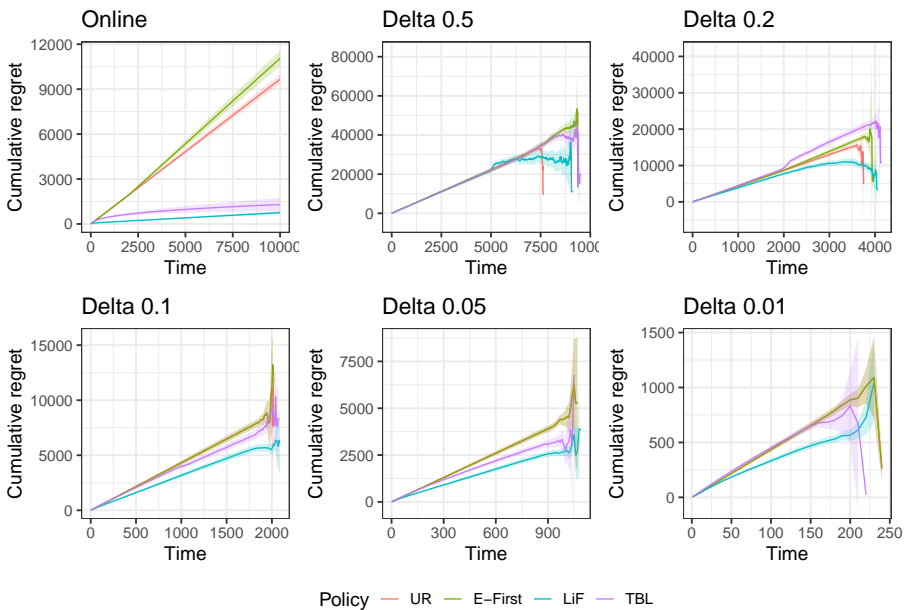 Online
Delta 0.5
Delta 0.2
Cumulative regret
12000
9000
6000
3000
0
0
2500
5000
7500
10000
Time
Cumulative regret
80000
60000
40000
20000
0
0
2500
5000
7500
10000
Time
Cumulative regret
40000
30000
20000
10000
0
0
1000
2000
3000
4000
Time
Delta 0.1
Delta 0.05
Delta 0.01
Cumulative regret
15000
10000
5000
0
0
500
1000
1500
2000
Time
Cumulative regret
7500
5000
2500
0
0
300
600
900
Time
Cumulative regret
1500
1000
500
0
0
50
100
150
200
250
Time
Policy
UR
E−First
LiF
TBL